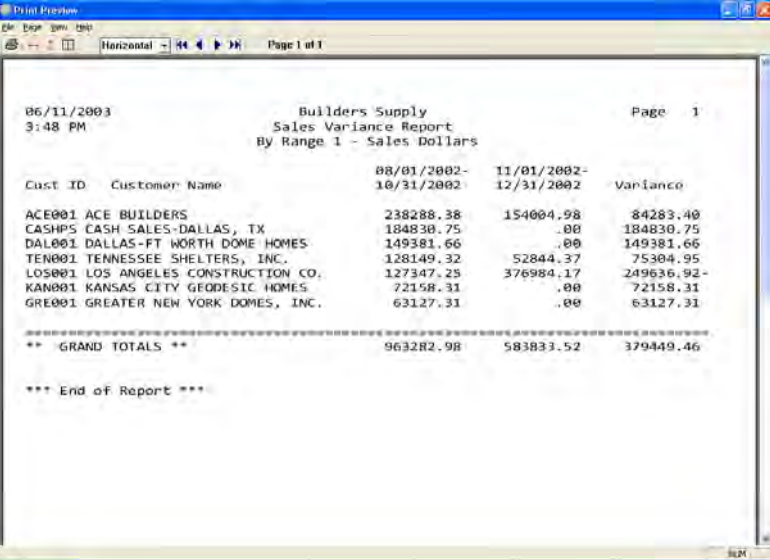 Print Preview
File Page View Help
Horizontal Page 1 of 1
06/11/2003 Builders Supply Page 1
3:48 PM Sales Variance Report
By Range 1 - Sales Dollars
08/01/2002- 11/01/2002-
Cust ID Customer Name 10/31/2002 12/31/2002 Variance
ACE001 ACE BUILDERS 238288.38 154004.98 84283.40
CASHPS CASH SALES-DALLAS, TX 184830.75 .00 184830.75
DAL001 DALLAS-FT WORTH DOME HOMES 149381.66 .00 149381.66
TEN001 TENNESSEE SHELTERS, INC. 128149.32 52844.37 75304.95
LOS001 LOS ANGELES CONSTRUCTION CO. 127347.25 376984.17 249636.92-
KAN001 KANSAS CITY GEODESIC HOMES 72158.31 .00 72158.31
GRE001 GREATER NEW YORK DOMES, INC. 63127.31 .00 63127.31
** GRAND TOTALS ** 963282.98 583833.52 379449.46
*** End of Report ***
NUM